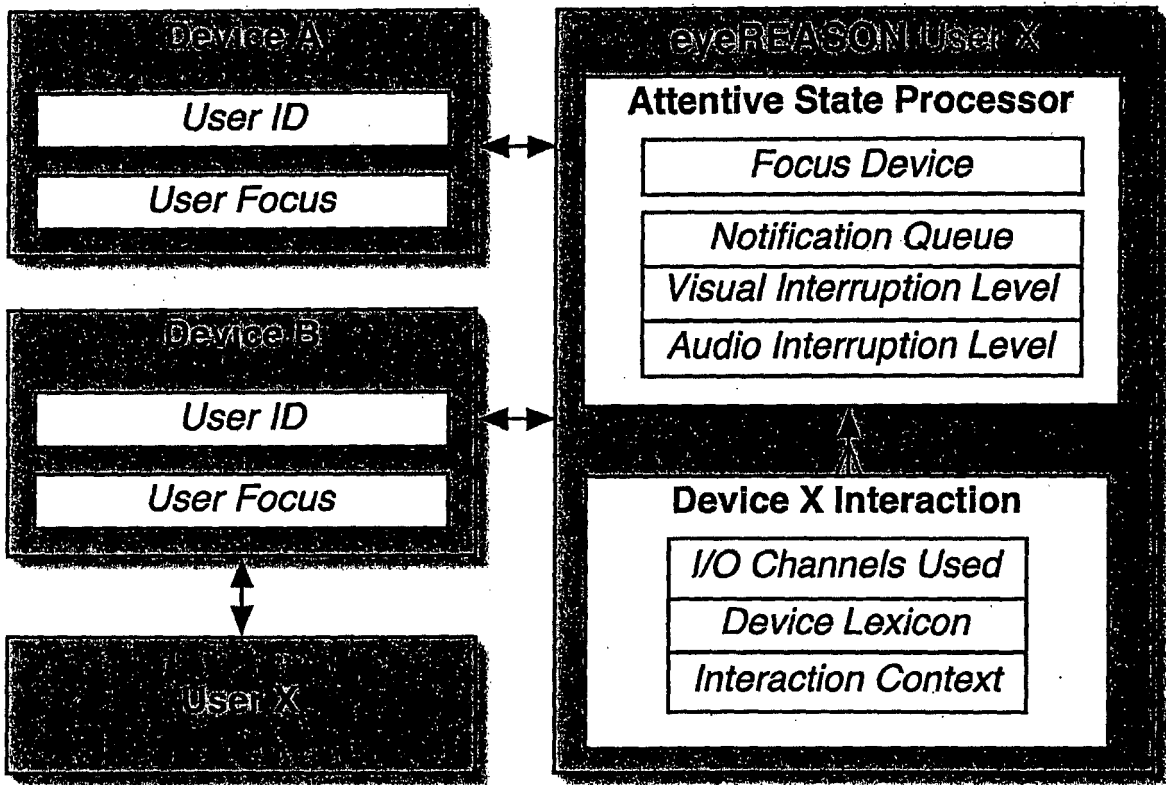 Device A
User ID
User Focus
Device B
User ID
User Focus
User X
eyeREASON User X
Attentive State Processor
Focus Device
Notification Queue
Visual Interruption Level
Audio Interruption Level
Device X Interaction
I/O Channels Used
Device Lexicon
Interaction Context